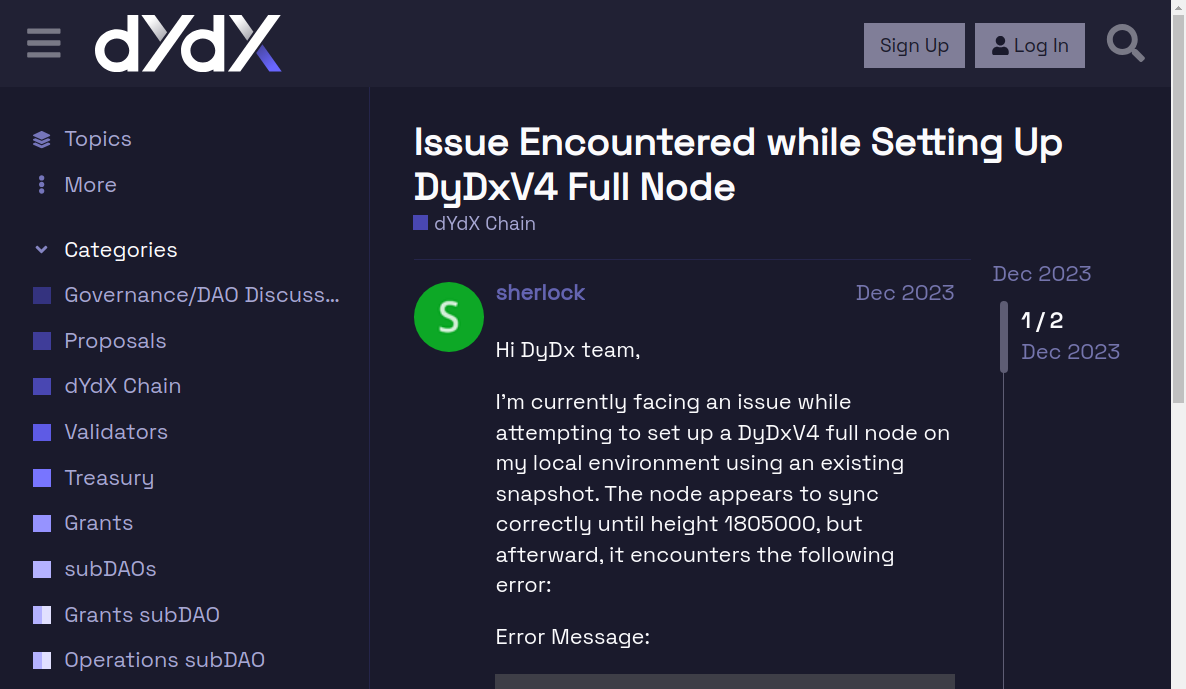 dYdX
Sign Up
Log In
Topics
More
Categories
Governance/DAO Discuss...
Proposals
dYdX Chain
Validators
Treasury
Grants
subDAOs
Grants subDAO
Operations subDAO
Issue Encountered while Setting Up
DyDxV4 Full Node
dYdX Chain
S
sherlock
Dec 2023
Hi DyDx team,
I'm currently facing an issue while
attempting to set up a DyDxV4 full node on
my local environment using an existing
snapshot. The node appears to sync
correctly until height 1805000, but
afterward, it encounters the following
error:
Error Message:
Dec 2023
1 / 2
Dec 2023